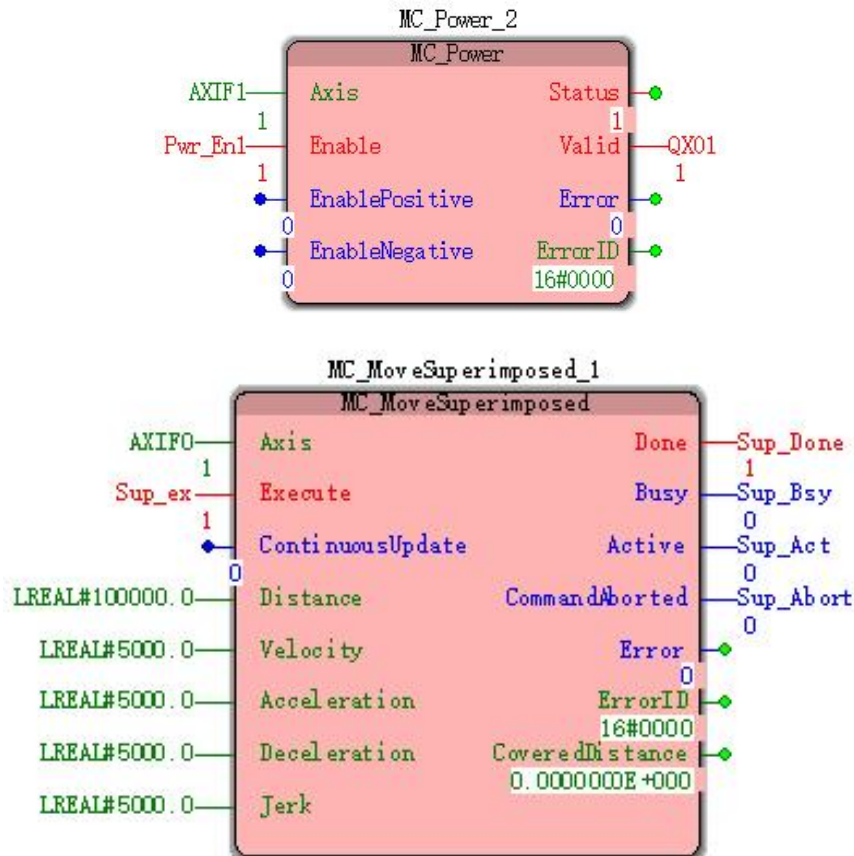 MC_Power_2
MC_Power
AXIF1 Axis Status
1 1
Pwr_En1 Enable Valid QX01
1 1
EnablePositive Error
0 0
EnableNegative ErrorID
0 16#0000
MC_MoveSuperimposed_1
MC_MoveSuperimposed
AXIF0 Axis Done Sup_Done
1 1
Sup_ex Execute Busy Sup_Bsy
1 0
ContinuousUpdate Active Sup_Act
0 0
LREAL#100000.0 Distance CommandAborted Sup_Abort
0
LREAL#5000.0 Velocity Error
0
LREAL#5000.0 Acceleration ErrorID
16#0000
LREAL#5000.0 Deceleration CoveredDistance
0.0000000E+000
LREAL#5000.0 Jerk